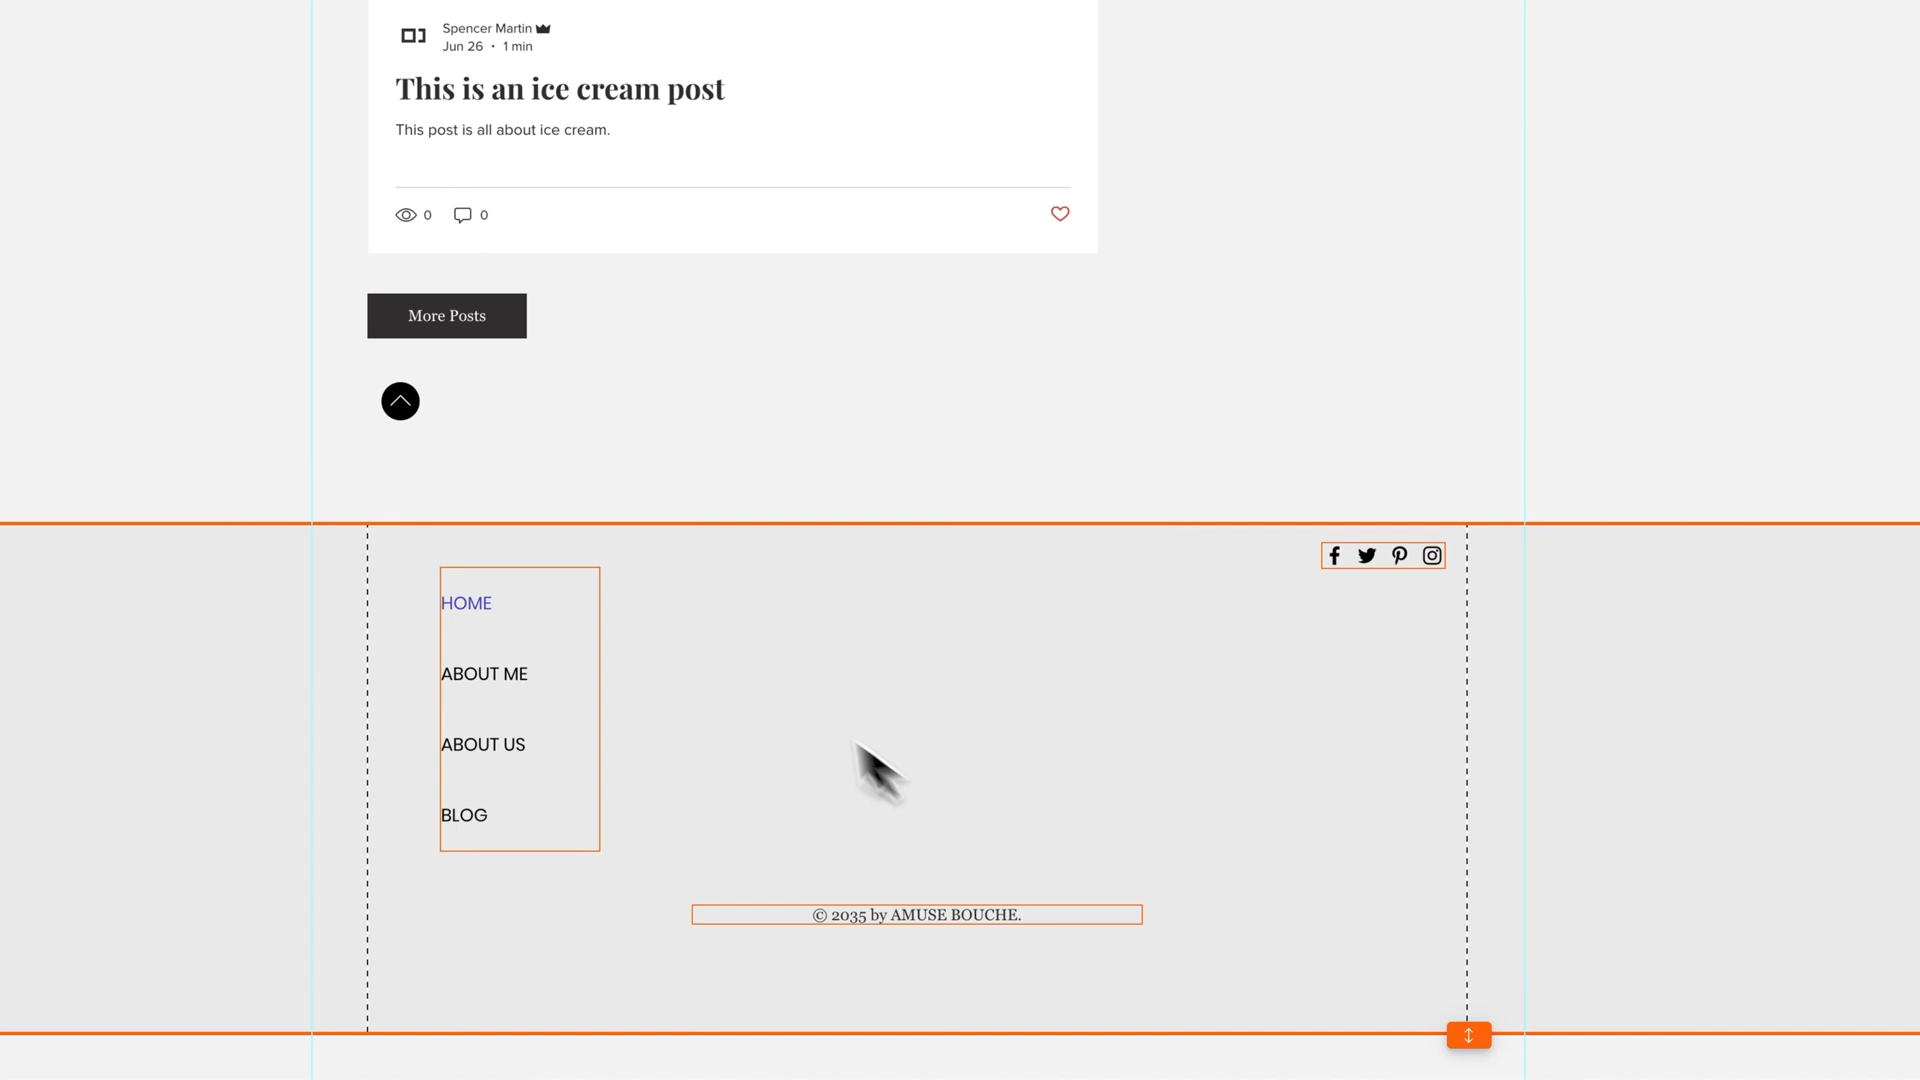 Spencer Martin
Jun 26 · 1 min
This is an ice cream post
This post is all about ice cream.
0 0
More Posts
HOME
ABOUT ME
ABOUT US
BLOG
© 2035 by AMUSE BOUCHE.